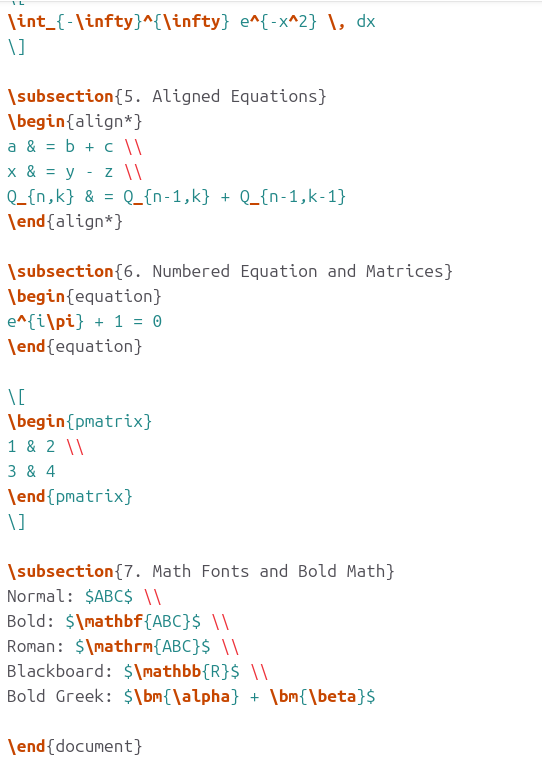 \int_{-\infty}^{\infty} e^{-x^2} \, dx
\]
\subsection{5. Aligned Equations}
\begin{align*}
a & = b + c \\
x & = y - z \\
Q_{n,k} & = Q_{n-1,k} + Q_{n-1,k-1}
\end{align*}
\subsection{6. Numbered Equation and Matrices}
\begin{equation}
e^{i\pi} + 1 = 0
\end{equation}
\[
\begin{pmatrix}
1 & 2 \\
3 & 4
\end{pmatrix}
\]
\subsection{7. Math Fonts and Bold Math}
Normal: $ABC$ \\
Bold: $\mathbf{ABC}$ \\
Roman: $\mathrm{ABC}$ \\
Blackboard: $\mathbb{R}$ \\
Bold Greek: $\bm{\alpha} + \bm{\beta}$
\end{document}